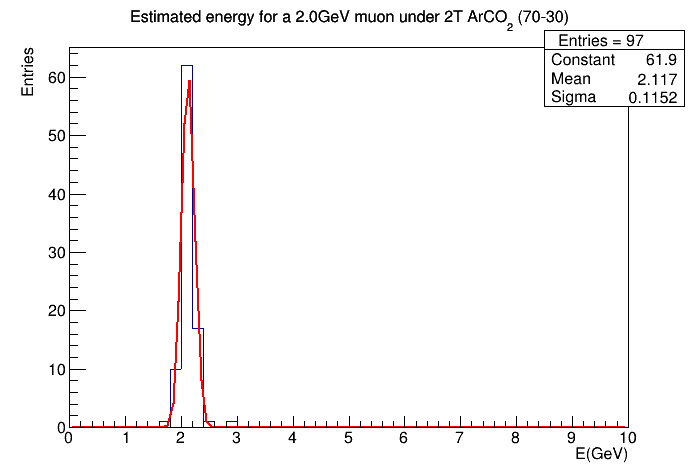 Estimated energy for a 2.0GeV muon under 2T ArCO2 (70-30)
Entries = 97
Constant 61.9
Mean 2.117
Sigma 0.1152
Entries
60
50
40
30
20
10
0
0 1 2 3 4 5 6 7 8 9 10
E(GeV)